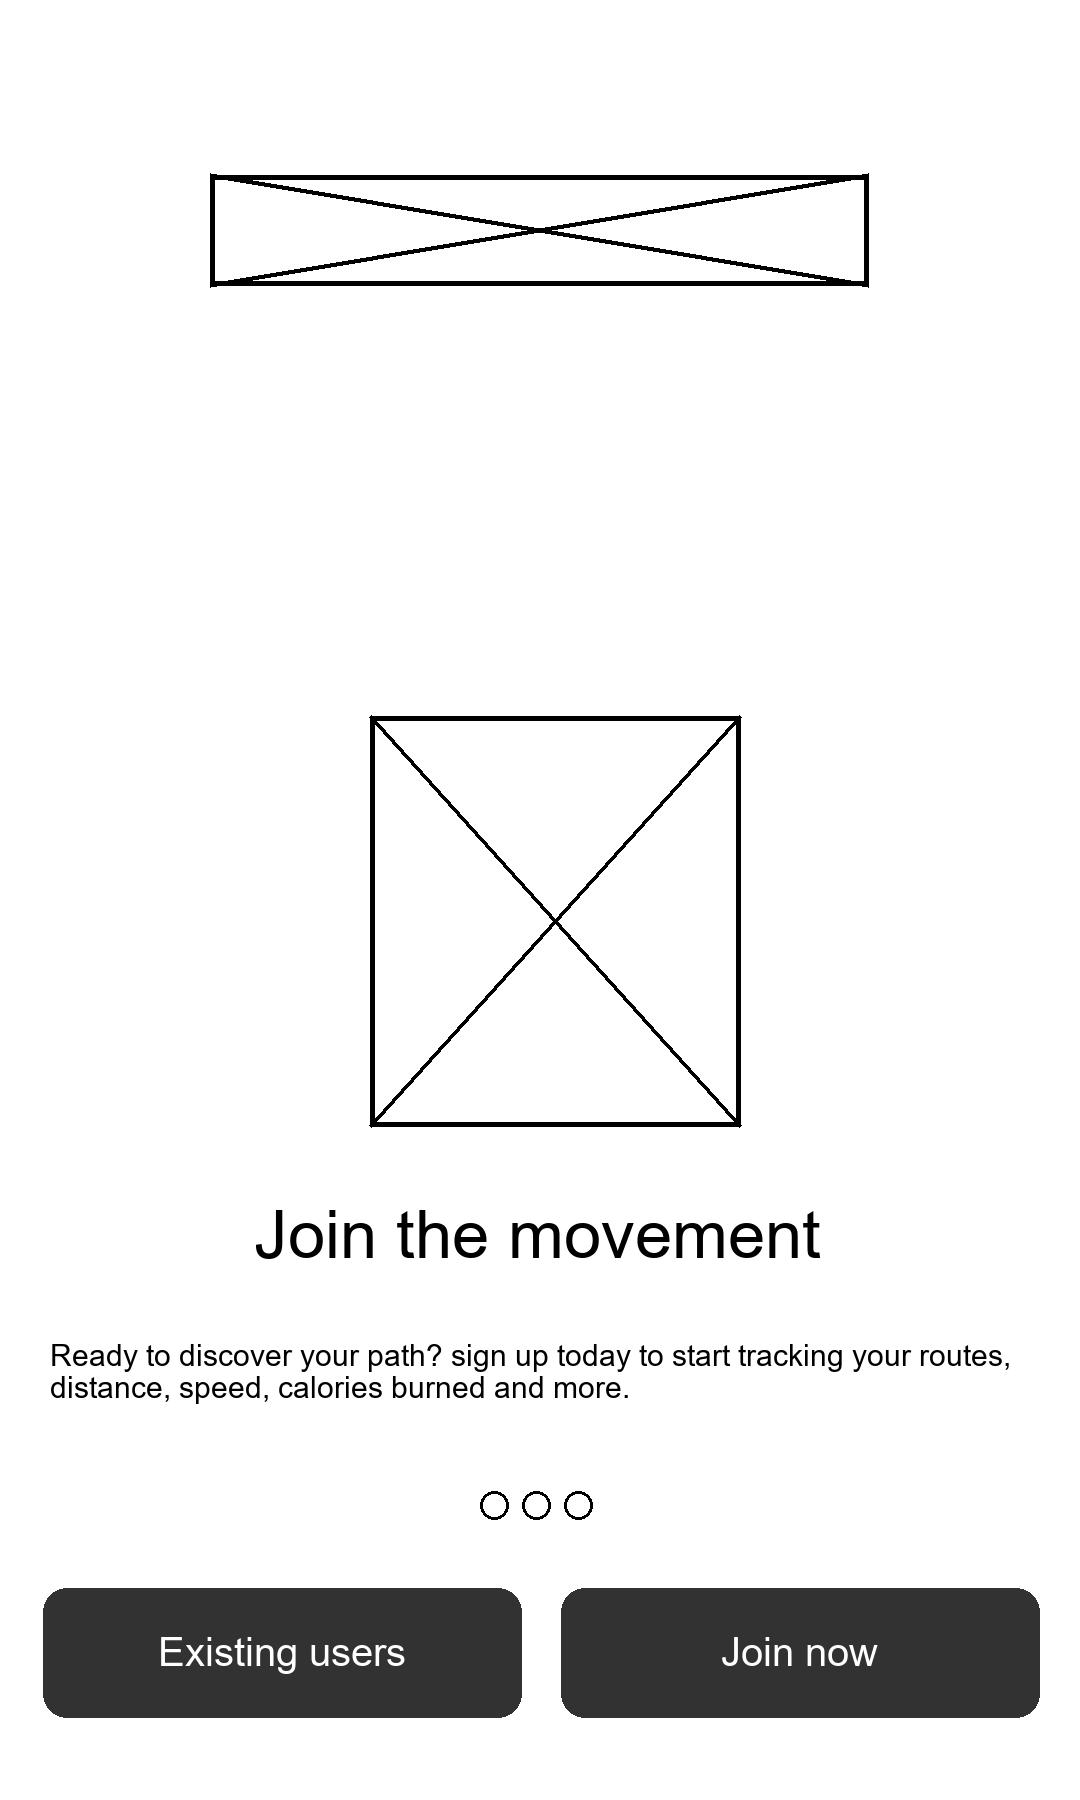 Join the movement
Ready to discover your path? sign up today to start tracking your routes,
distance, speed, calories burned and more.
Existing users
Join now